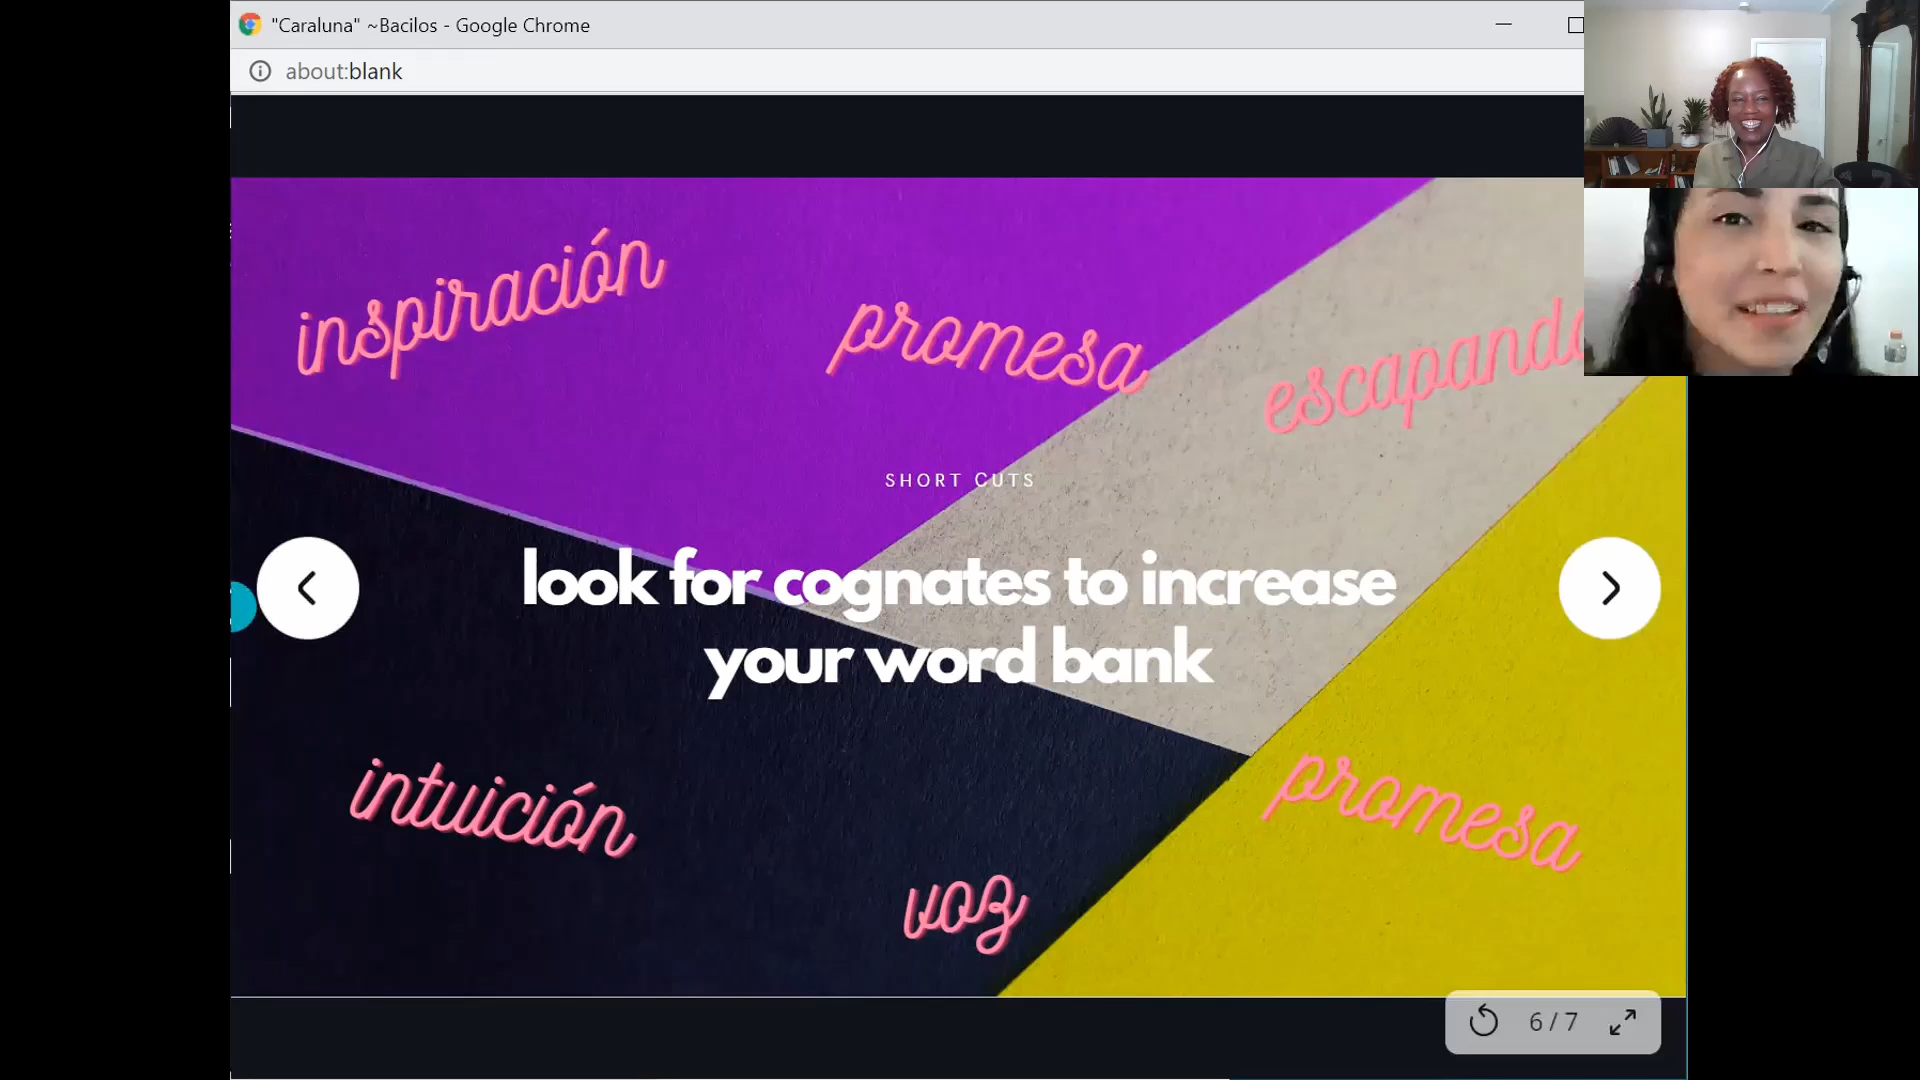 "Caraluna" ~Bacilos - Google Chrome
about:blank
inspiración
promesa
SHORT CUTS
look for cognates to increase
your word bank
intuición
promesa
voz
6 / 7